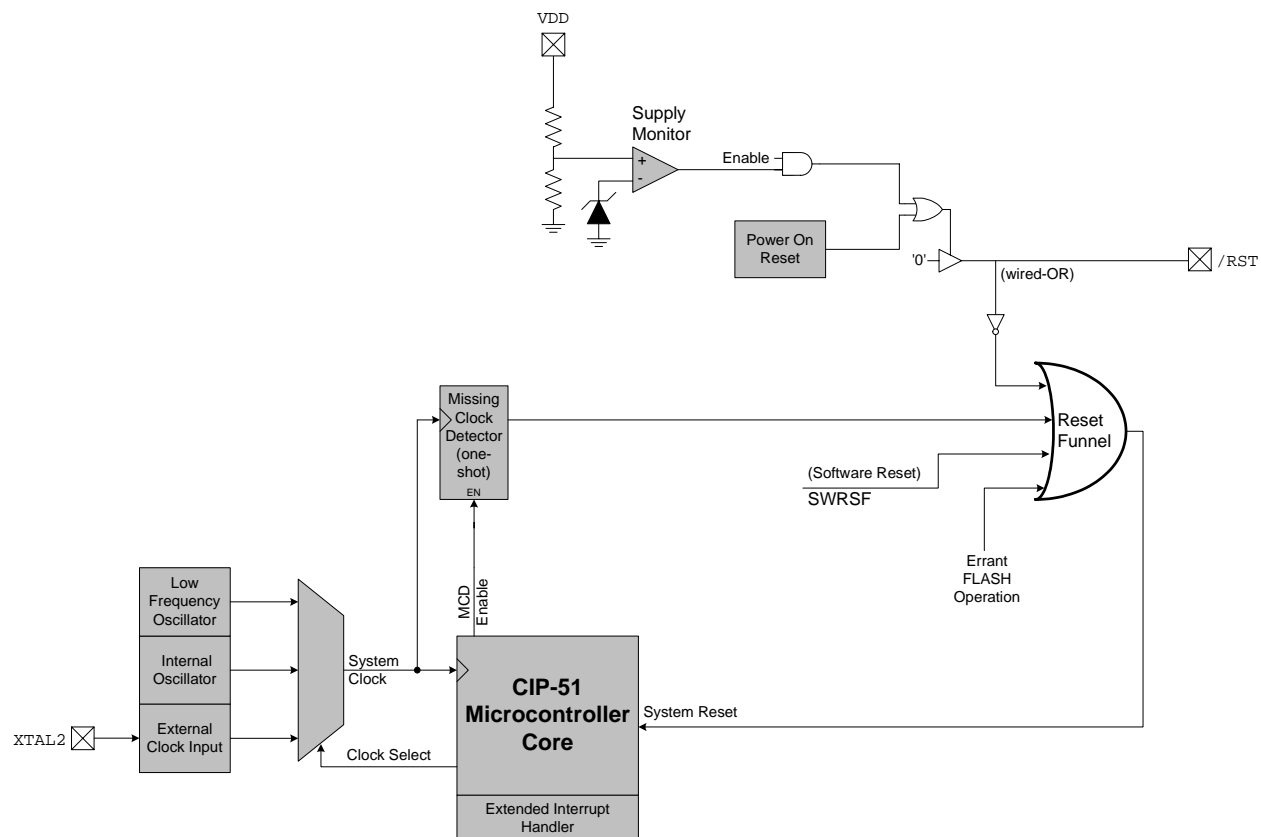 VDD
Supply
Monitor
+
-
Enable
Power On
Reset
'0'
(wired-OR)
/RST
Missing
Clock
Detector
(one-
shot)
EN
Reset
Funnel
(Software Reset)
SWRSF
Errant
FLASH
Operation
MCD
Enable
Low
Frequency
Oscillator
Internal
Oscillator
External
Clock Input
XTAL2
System
Clock
Clock Select
CIP-51
Microcontroller
Core
System Reset
Extended Interrupt
Handler